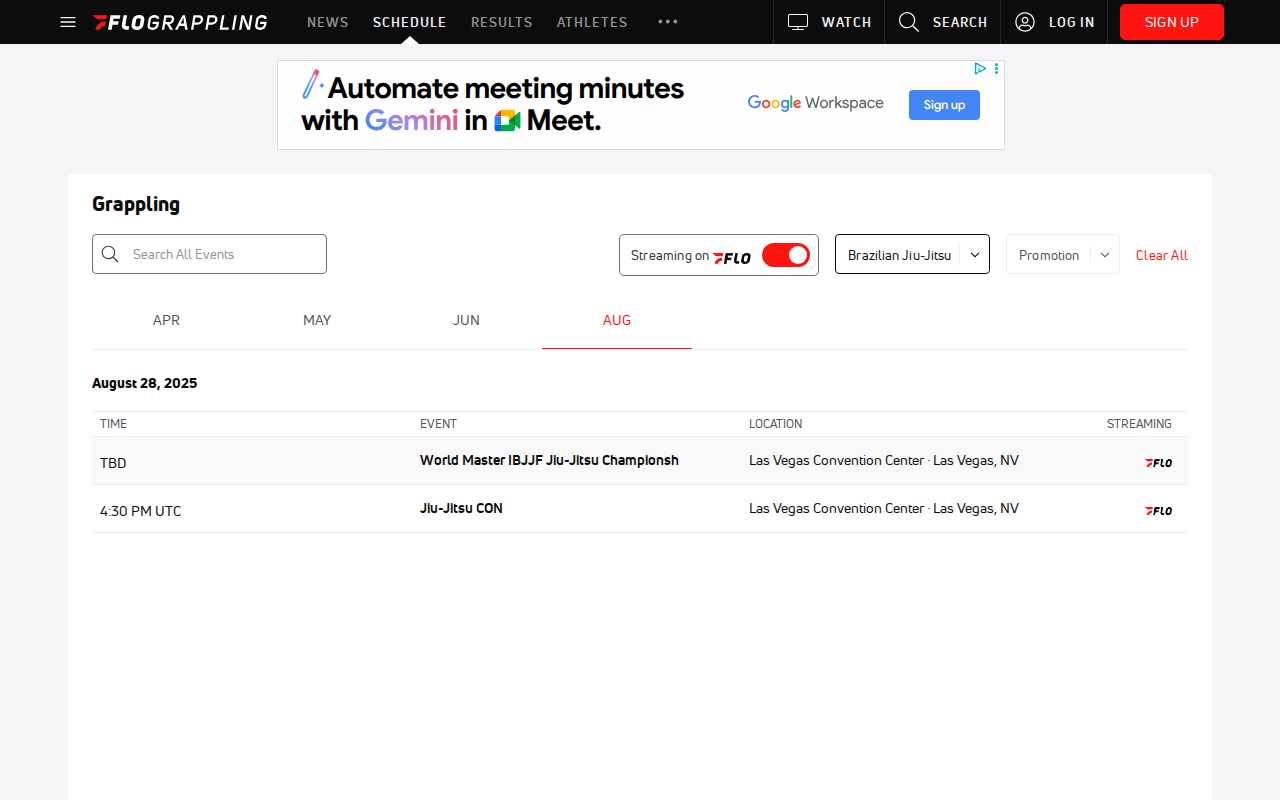 FLOGRAPPLING NEWS SCHEDULE RESULTS ATHLETES WATCH SEARCH LOG IN SIGN UP
Automate meeting minutes
with Gemini in Meet.
Google Workspace
Sign up
Grappling
Search All Events
Streaming on FLO
Brazilian Jiu-Jitsu
Promotion
Clear All
APR MAY JUN AUG
August 28, 2025
TIME EVENT LOCATION STREAMING
TBD World Master IBJJF Jiu-Jitsu Championsh Las Vegas Convention Center · Las Vegas, NV FLO
4:30 PM UTC Jiu-Jitsu CON Las Vegas Convention Center · Las Vegas, NV FLO